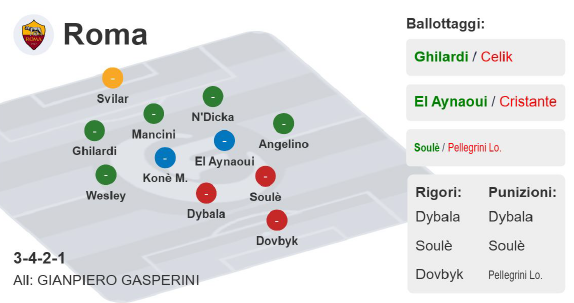 Roma
Svilar
N'Dicka
Mancini
Ghilardi
Angelino
El Aynaoui
Konè M.
Wesley
Soulè
Dybala
Dovbyk
3-4-2-1
All: GIANPIERO GASPERINI
Ballottaggi:
Ghilardi / Celik
El Aynaoui / Cristante
Soulè / Pellegrini Lo.
Rigori: Punizioni:
Dybala Dybala
Soulè Soulè
Dovbyk Pellegrini Lo.